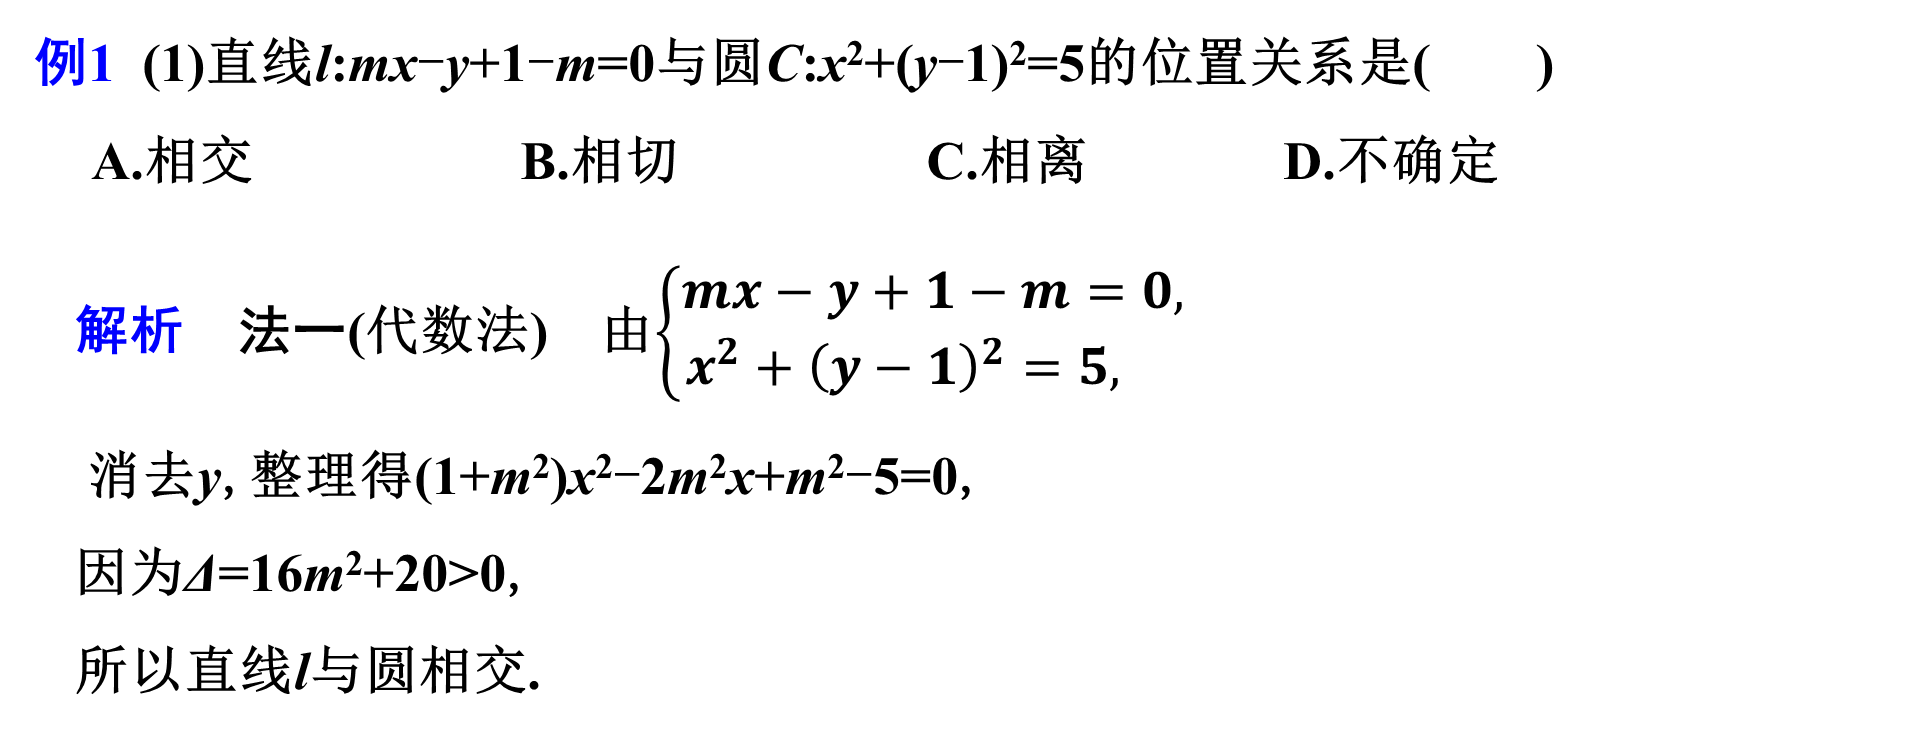 例1 (1)直线l:mx−y+1−m=0与圆C:x²+(y−1)²=5的位置关系是(　　)
A.相交 B.相切 C.相离 D.不确定
解析 法一(代数法) 由{mx − y + 1 − m = 0,
x² + (y − 1)² = 5,
消去y, 整理得(1+m²)x²−2m²x+m²−5=0,
因为Δ=16m²+20>0,
所以直线l与圆相交.